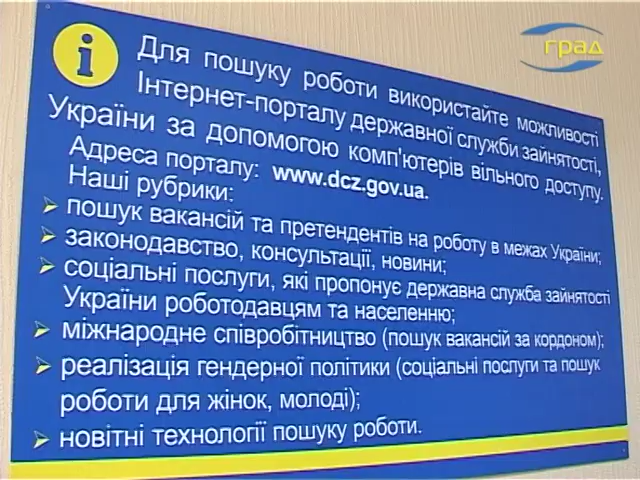 град
i
Для пошуку роботи використайте можливості
Інтернет-порталу державної служби зайнятості,
України за допомогою комп'ютерів вільного доступу.
Адреса порталу: www.dcz.gov.ua.
Наші рубрики:
пошук вакансій та претендентів на роботу в межах України;
законодавство, консультації, новини;
соціальні послуги, які пропонує державна служба зайнятості
України роботодавцям та населенню;
міжнародне співробітництво (пошук вакансій за кордоном);
реалізація гендерної політики (соціальні послуги та пошук
роботи для жінок, молоді);
новітні технології пошуку роботи.